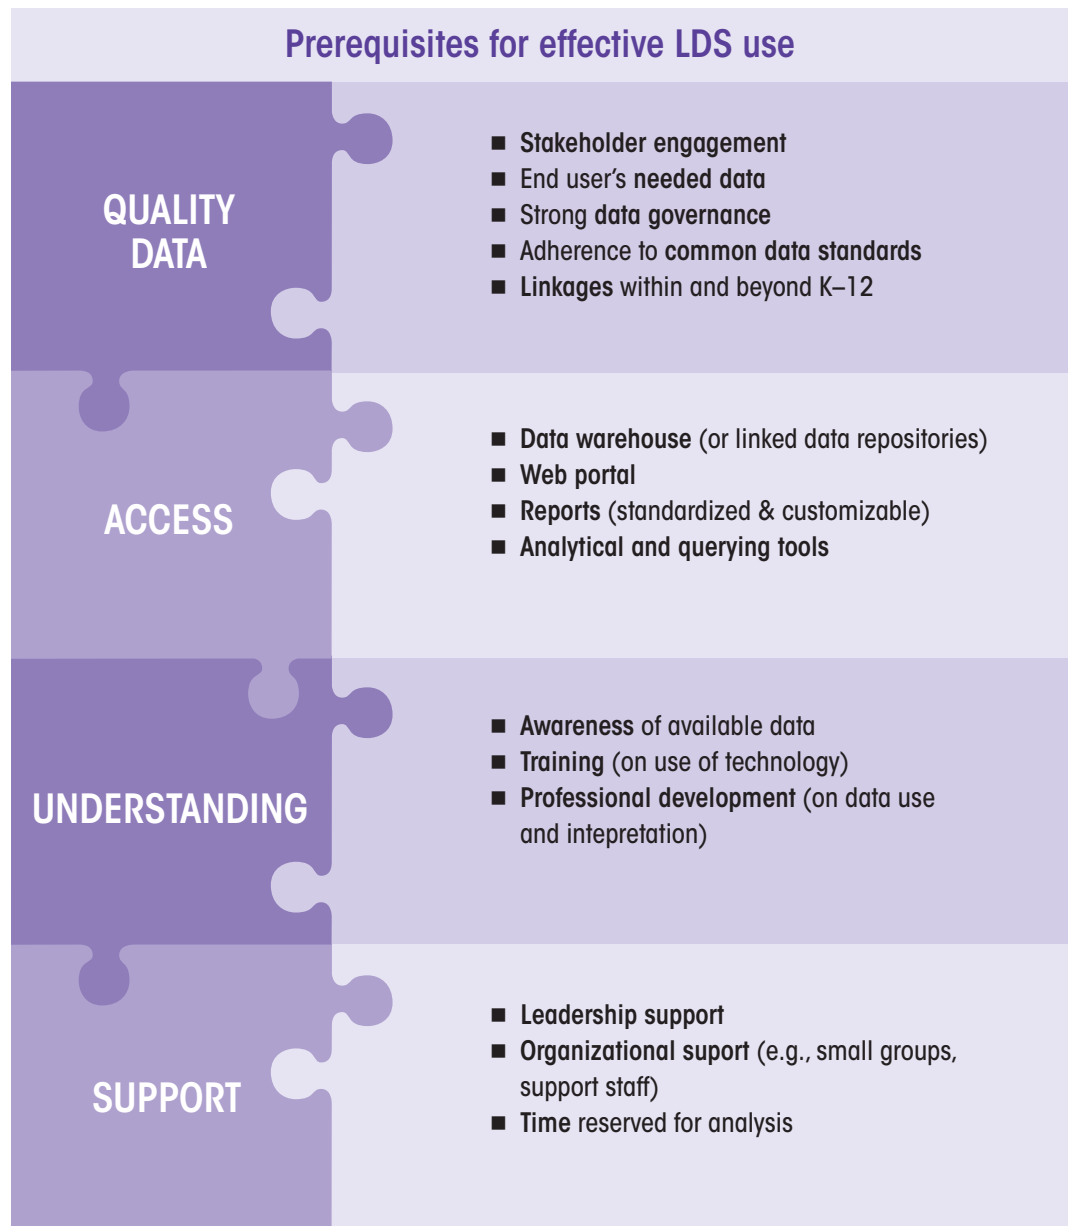 Prerequisites for effective LDS use
QUALITY
DATA
■ Stakeholder engagement
■ End user’s needed data
■ Strong data governance
■ Adherence to common data standards
■ Linkages within and beyond K–12
ACCESS
■ Data warehouse (or linked data repositories)
■ Web portal
■ Reports (standardized & customizable)
■ Analytical and querying tools
UNDERSTANDING
■ Awareness of available data
■ Training (on use of technology)
■ Professional development (on data use
and intepretation)
SUPPORT
■ Leadership support
■ Organizational suport (e.g., small groups,
support staff)
■ Time reserved for analysis